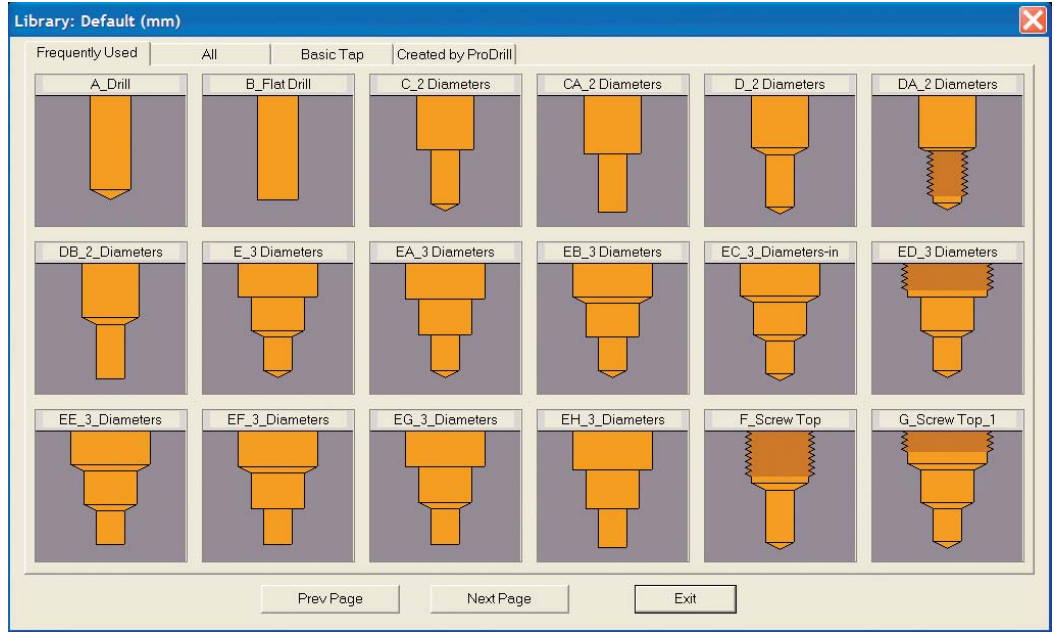 Library: Default (mm)
Frequently Used All Basic Tap Created by ProDrill
A_Drill B_Flat Drill C_2 Diameters CA_2 Diameters D_2 Diameters DA_2 Diameters
DB_2_Diameters E_3 Diameters EA_3 Diameters EB_3 Diameters EC_3_Diameters-in ED_3 Diameters
EE_3_Diameters EF_3_Diameters EG_3_Diameters EH_3_Diameters F_Screw Top G_Screw Top_1
Prev Page Next Page Exit